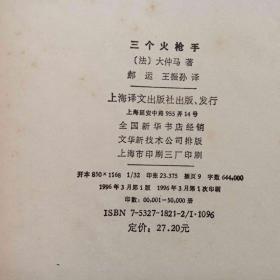 三个火枪手
〔法〕大仲马 著
郝运 王振孙 译
上海译文出版社出版、发行
上海延安中路 955 弄 14 号
全国新华书店经销
文华新技术公司排版
上海市印刷三厂印刷
开本 850×1168 1/32 印张 23.375 插页 9 字数 644,000
1996 年 3 月第 1 版 1996 年 3 月第 1 次印刷
印数：00,001—50,000 册
ISBN 7-5327-1821-2/I·1096
定价：27.20元